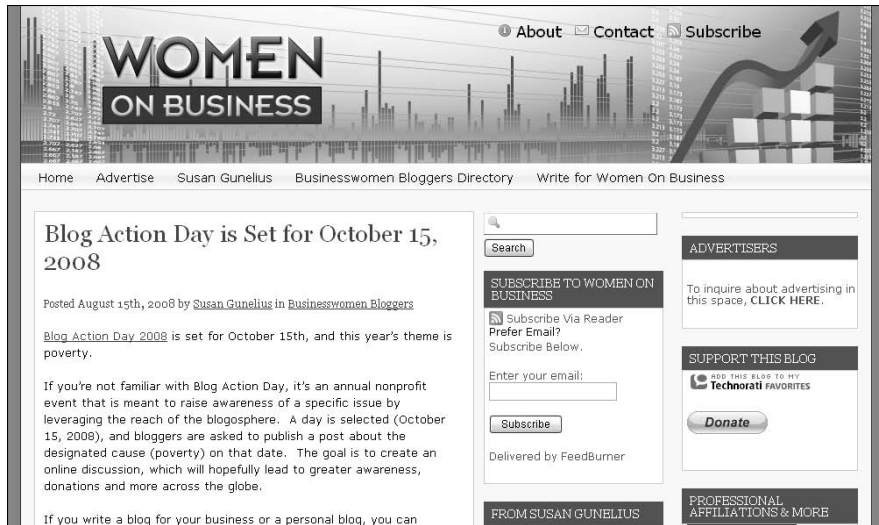 About Contact Subscribe
WOMEN
ON BUSINESS
Home Advertise Susan Gunelius Businesswomen Bloggers Directory Write for Women On Business
Blog Action Day is Set for October 15,
2008
Posted August 15th, 2008 by Susan Gunelius in Businesswomen Bloggers
Blog Action Day 2008 is set for October 15th, and this year's theme is
poverty.
If you're not familiar with Blog Action Day, it's an annual nonprofit
event that is meant to raise awareness of a specific issue by
leveraging the reach of the blogosphere. A day is selected (October
15, 2008), and bloggers are asked to publish a post about the
designated cause (poverty) on that date. The goal is to create an
online discussion, which will hopefully lead to greater awareness,
donations and more across the globe.
If you write a blog for your business or a personal blog, you can
Search
SUBSCRIBE TO WOMEN ON
BUSINESS
Subscribe Via Reader
Prefer Email?
Subscribe Below.
Enter your email:
Subscribe
Delivered by FeedBurner
FROM SUSAN GUNELIUS
ADVERTISERS
To inquire about advertising in
this space, CLICK HERE.
SUPPORT THIS BLOG
ADD THIS BLOG TO MY
Technorati FAVORITES
Donate
PROFESSIONAL
AFFILIATIONS & MORE